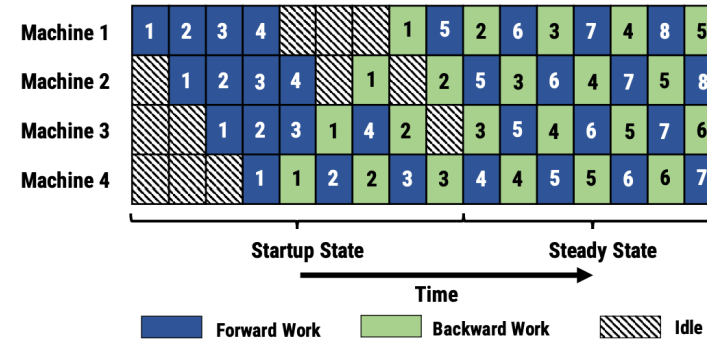 Machine 1 1 2 3 4 1 5 2 6 3 7 4 8 5
Machine 2 1 2 3 4 1 2 5 3 6 4 7 5 8
Machine 3 1 2 3 1 4 2 3 5 4 6 5 7 6
Machine 4 1 1 2 2 3 3 4 4 5 5 6 6 7
Startup State Steady State
Time
Forward Work Backward Work Idle